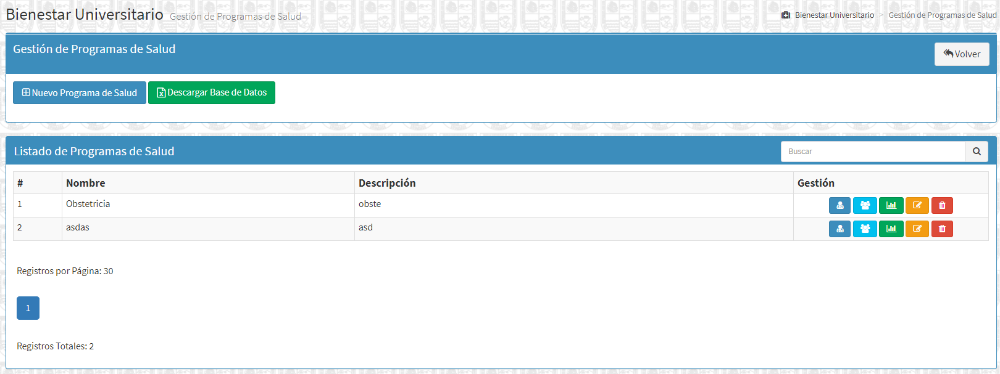 Bienestar Universitario Gestión de Programas de Salud
Bienestar Universitario > Gestión de Programas de Salud
Gestión de Programas de Salud
Volver
Nuevo Programa de Salud Descargar Base de Datos
Listado de Programas de Salud
Buscar
# Nombre Descripción Gestión
1 Obstetricia obste
2 asdas asd
Registros por Página: 30
1
Registros Totales: 2